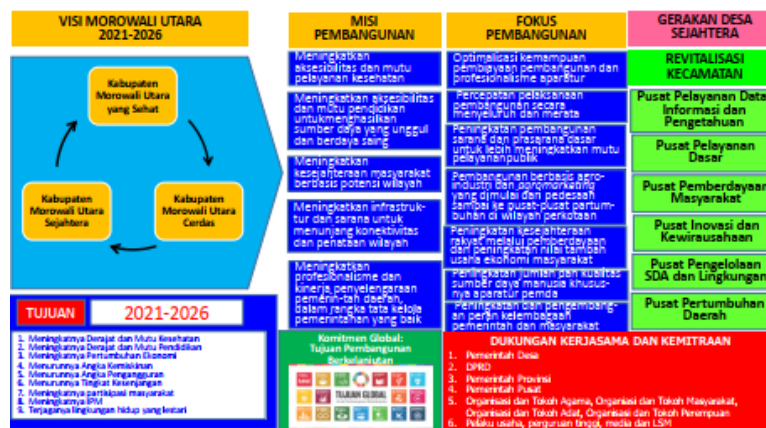 VISI MOROWALI UTARA
2021-2026
Kabupaten
Morowali Utara
yang Sehat
Kabupaten
Morowali Utara
Sejahtera
Kabupaten
Morowali Utara
Cerdas
TUJUAN
2021-2026
1. Meningkatnya Derajat dan Mutu Kesehatan
2. Meningkatnya Derajat dan Mutu Pendidikan
3. Meningkatnya Pertumbuhan Ekonomi
4. Menurunnya Angka Kemiskinan
5. Menurunnya Angka Pengangguran
6. Menurunnya Tingkat Kesenjangan
7. Meningkatnya partisipasi masyarakat
8. Meningkatnya IPM
9. Terjaganya lingkungan hidup yang lestari
MISI
PEMBANGUNAN
Meningkatkan
aksesibilitas dan mutu
pelayanan kesehatan
Meningkatkan aksesibilitas
dan mutu pendidikan
untukmenghasilkan
sumber daya yang unggul
dan berdaya saing
Meningkatkan
kesejahteraan masyarakat
berbasis potensi wilayah
Meningkatkan infrastruk-
tur dan sarana untuk
menunjang konektivitas
dan penataan wilayah
Meningkatkan
profesionalisme dan
kinerja penyelengaraan
pemerin-tah daerah,
dalam rangka tata kelola
pemerintahan yang baik
Komitmen Global:
Tujuan Pembangunan
Berkelanjutan
TUJUAN GLOBAL
FOKUS
PEMBANGUNAN
Optimalisasi kemampuan
pembiayaan pembangunan dan
profesionalisme aparatur
Percepatan pelaksanaan
pembangunan secara
menyeluruh dan merata
Peningkatan pembangunan
sarana dan prasarana dasar
untuk lebih meningkatkan mutu
pelayananpublik
Pembangunan berbasis agro-
industri dan agromarketing
yang dimulai dari pedesaan
sampai ke pusat-pusat partum-
buhan di wilayah perkotaan
Peningkatan kesejahteraan
rakyat melalui pemberdayaan
dan peningkatan nilai tambah
usaha ekonomi masyarakat
Peningkatan jumlah dan kualitas
sumber daya manusia khusus-
nya aparatur pemda
Peningkatan dan pengembang-
an peran kelembagaan
pemerintah dan masyarakat
GERAKAN DESA
SEJAHTERA
REVITALISASI
KECAMATAN
Pusat Pelayanan Data
Informasi dan
Pengetahuan
Pusat Pelayanan
Dasar
Pusat Pemberdayaan
Masyarakat
Pusat Inovasi dan
Kewirausahaan
Pusat Pengelolaan
SDA dan Lingkungan
Pusat Pertumbuhan
Daerah
DUKUNGAN KERJASAMA DAN KEMITRAAN
1. Pemerintah Desa
2. DPRD
3. Pemerintah Provinsi
4. Pemerintah Pusat
5. Organisasi dan Tokoh Agama, Organisasi dan Tokoh Masyarakat,
Organisasi dan Tokoh Adat, Organisasi dan Tokoh Perempuan
6. Pelaku usaha, perguruan tinggi, media dan LSM